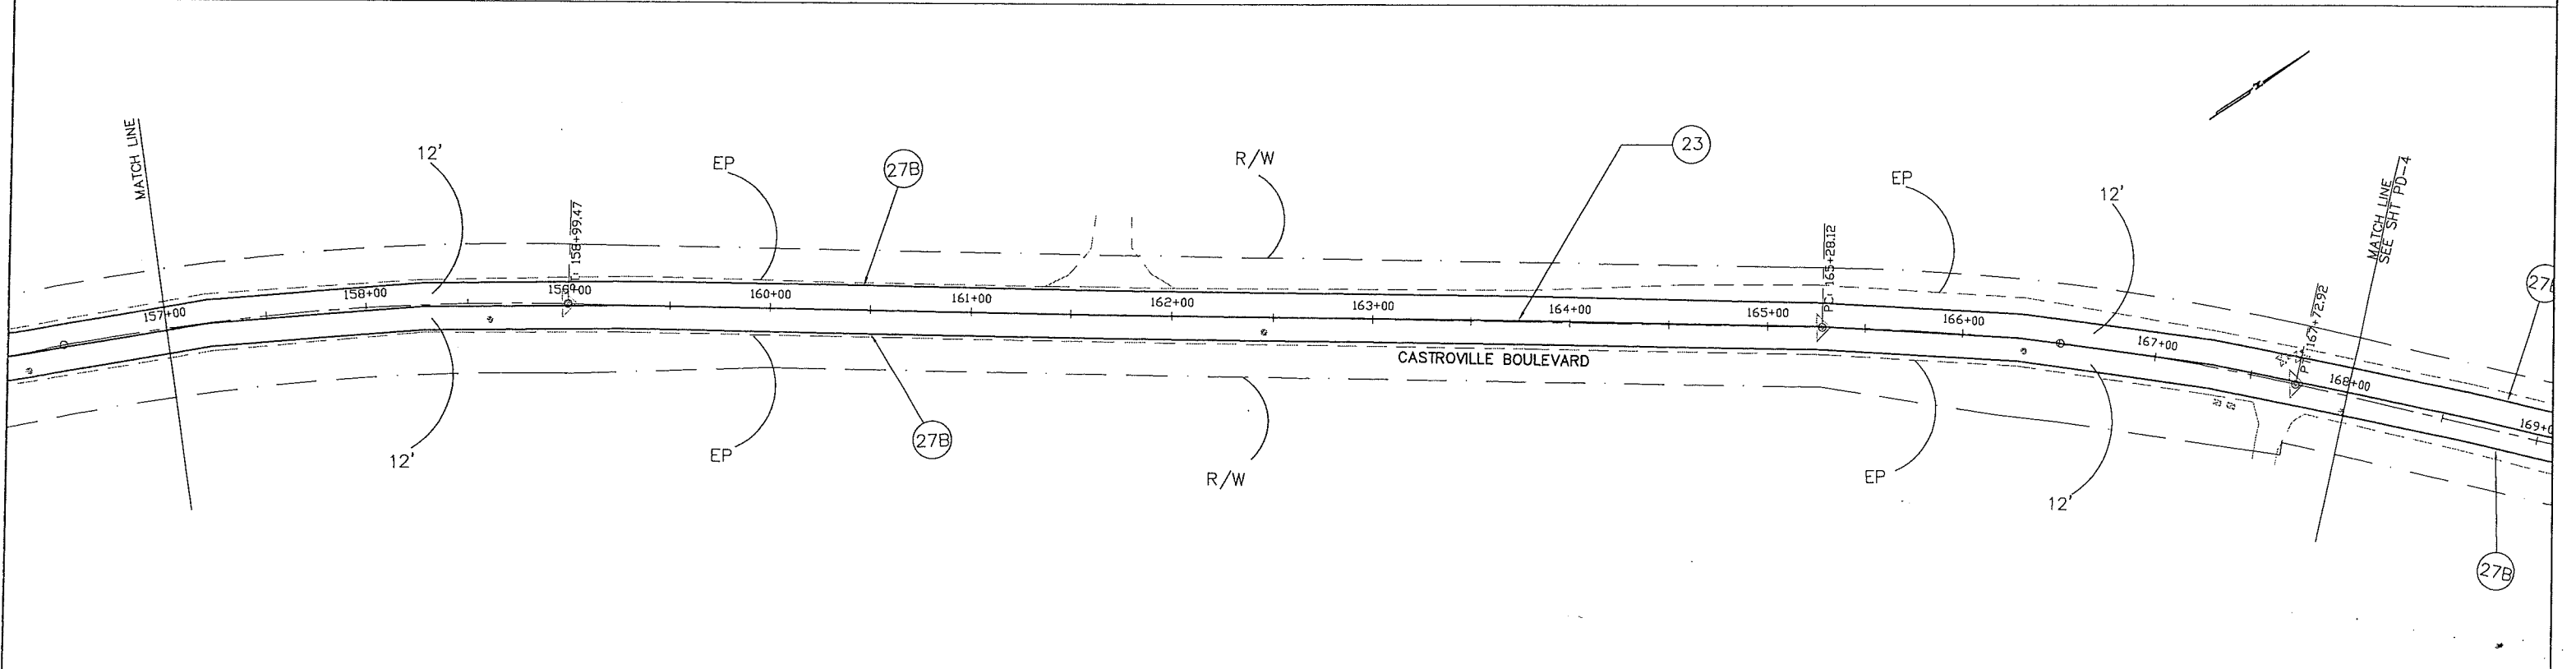 MATCH LINE
12'
EP
27B
R/W
23
EP
12'
MATCH LINE
SEE SHT PD-4
158+99.47
PC: 165+28.12
PT: 167+72.92
157+00
158+00
160+00
161+00
162+00
163+00
164+00
165+00
166+00
167+00
168+00
CASTROVILLE BOULEVARD
12'
EP
27B
R/W
EP
12'
27B